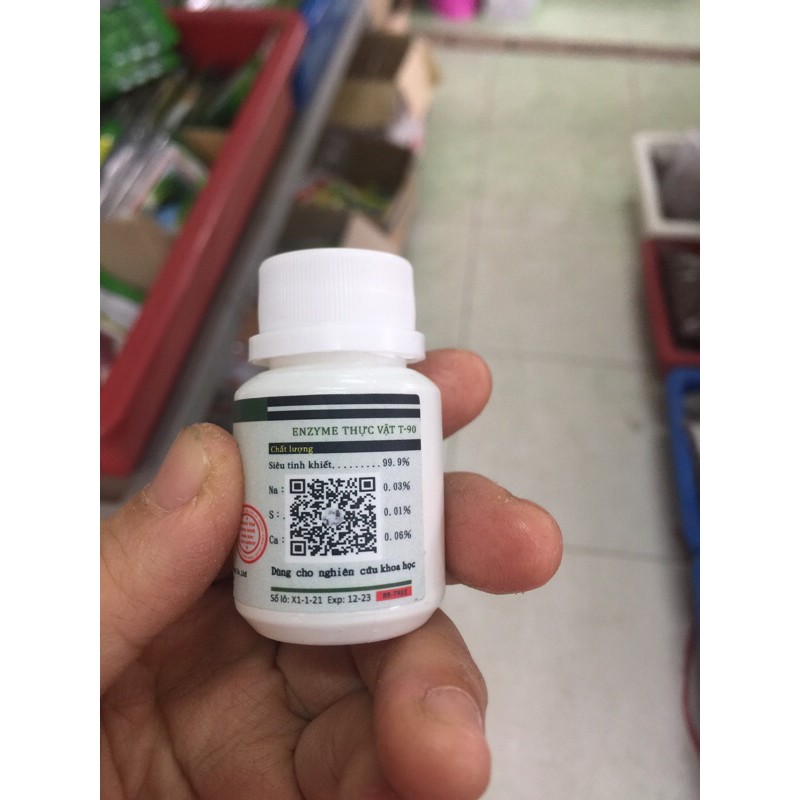 ENZYME THỰC VẬT T-90
Chất lượng
Siêu tinh khiết......... 99.9%
Na : 0.03%
S : . 0.01%
Ca : 0.06%
Dùng cho nghiên cứu khoa học
Số lô: X1-1-21 Exp: 12-23